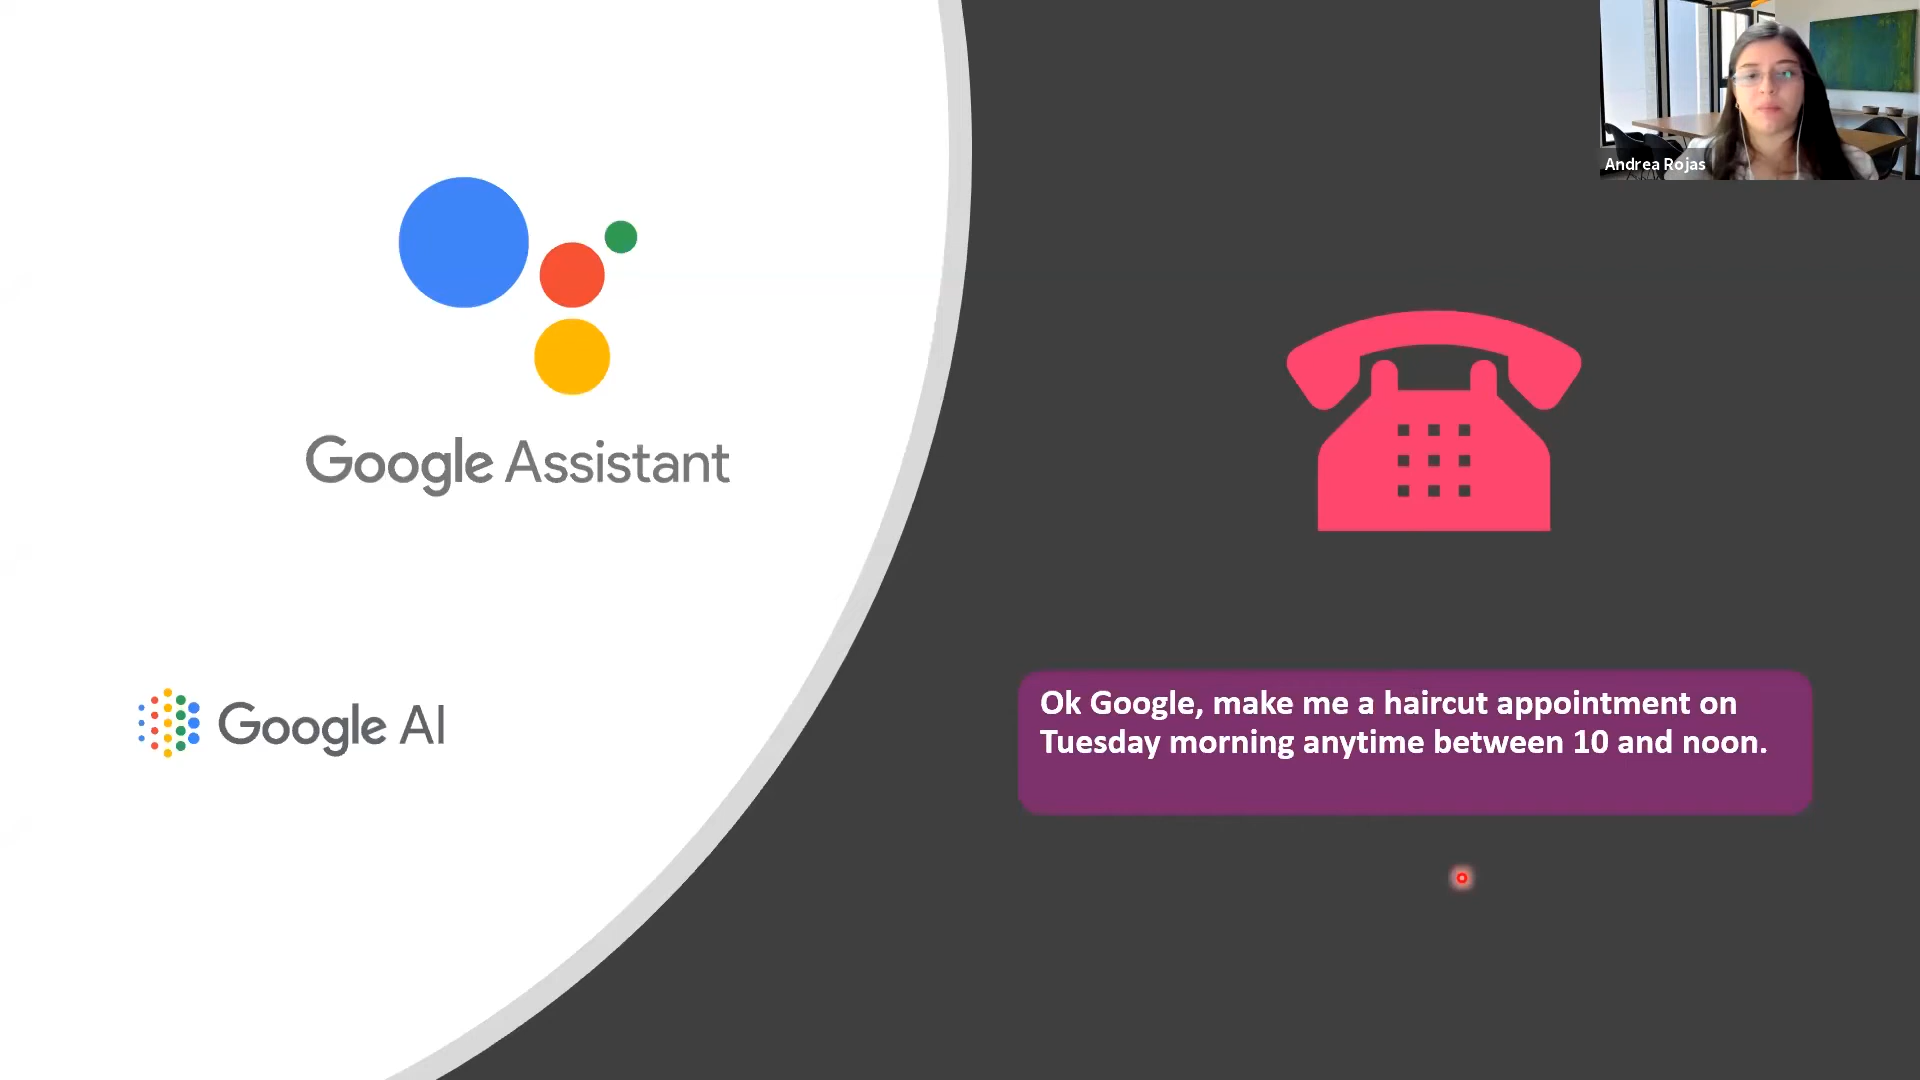 Andrea Rojas
Google Assistant
Google AI
Ok Google, make me a haircut appointment on
Tuesday morning anytime between 10 and noon.